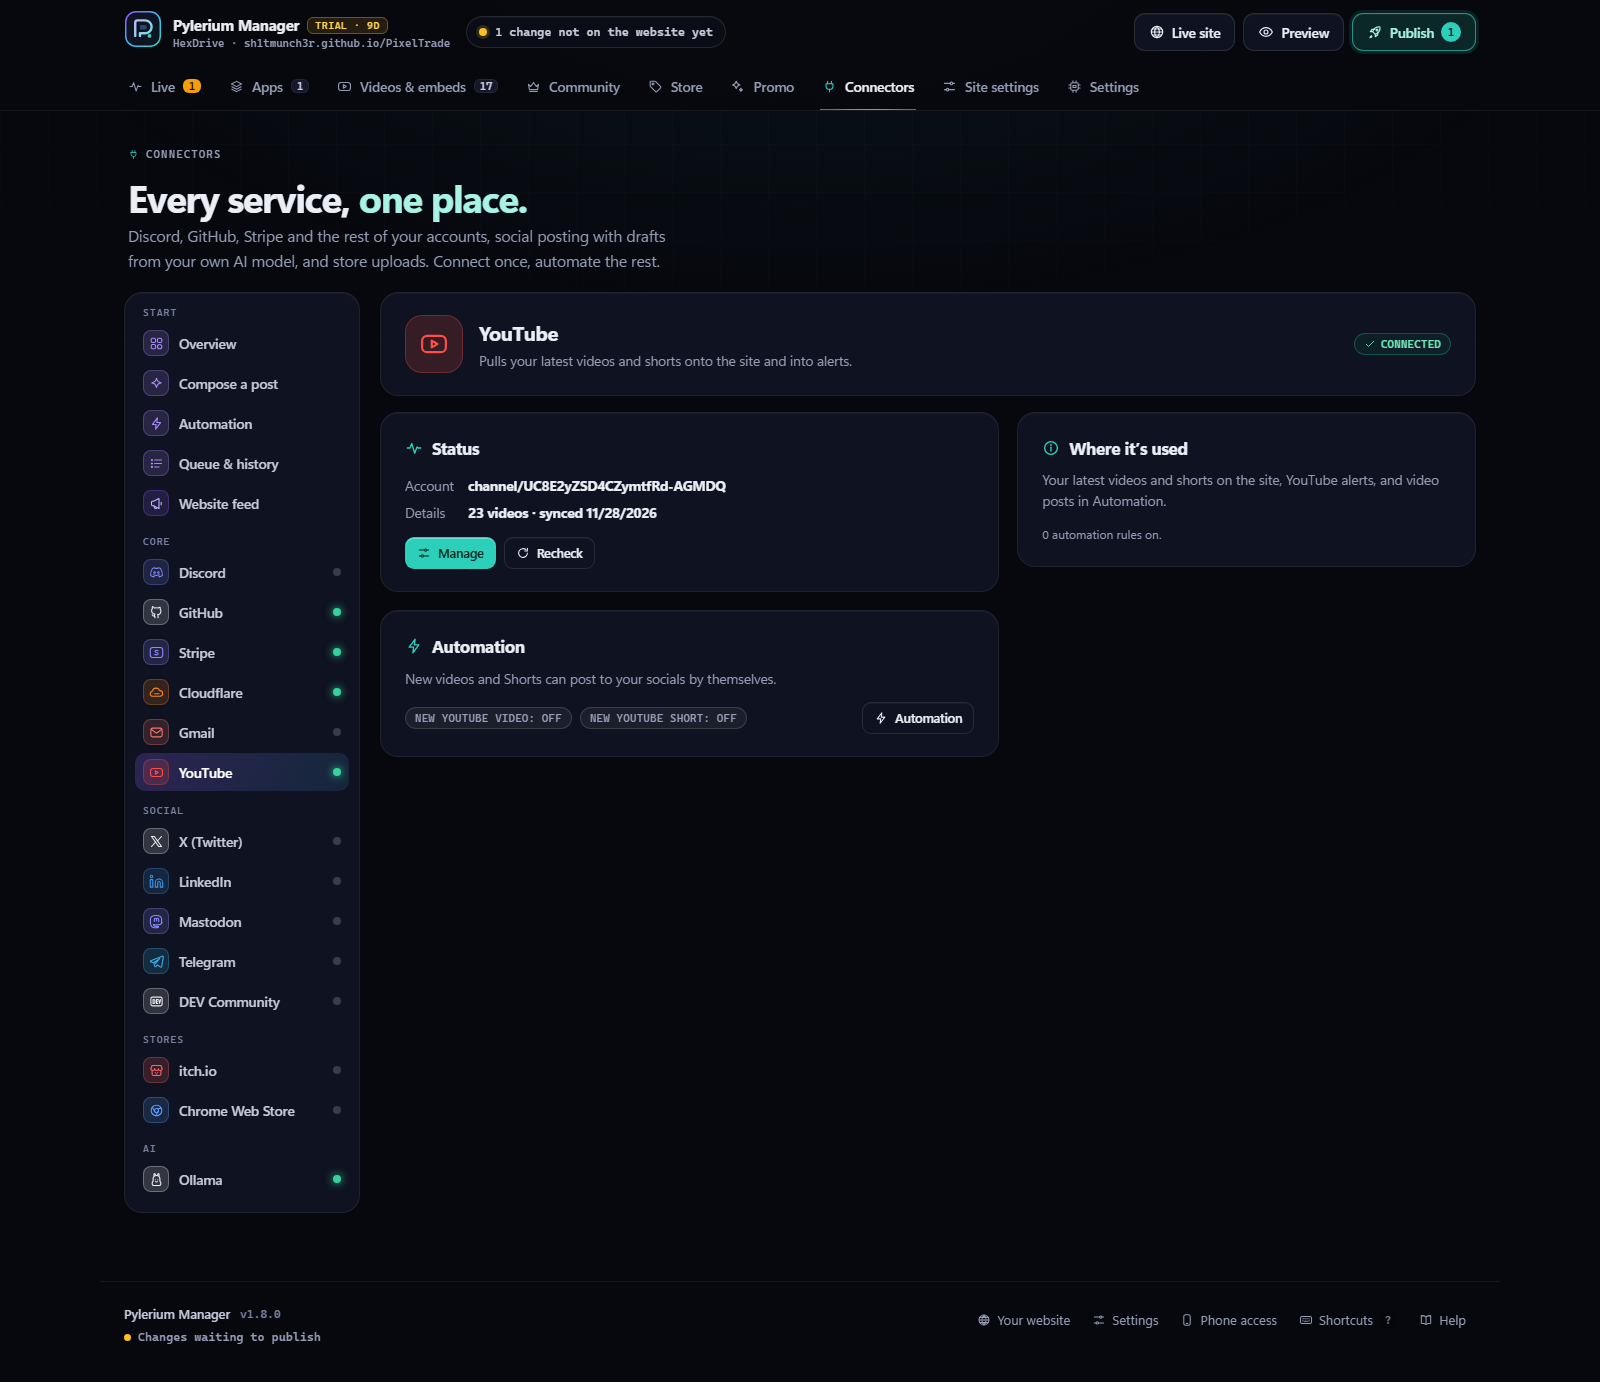 Pylerium Manager TRIAL · 9D
HexDrive · sh1tmunch3r.github.io/PixelTrade
1 change not on the website yet
Live site
Preview
Publish 1
Live 1
Apps 1
Videos & embeds 17
Community
Store
Promo
Connectors
Site settings
Settings
CONNECTORS
Every service, one place.
Discord, GitHub, Stripe and the rest of your accounts, social posting with drafts
from your own AI model, and store uploads. Connect once, automate the rest.
START
Overview
Compose a post
Automation
Queue & history
Website feed
CORE
Discord
GitHub
Stripe
Cloudflare
Gmail
YouTube
SOCIAL
X (Twitter)
LinkedIn
Mastodon
Telegram
DEV Community
STORES
itch.io
Chrome Web Store
AI
Ollama
YouTube
Pulls your latest videos and shorts onto the site and into alerts.
CONNECTED
Status
Account channel/UC8E2yZSD4CZymtfRd-AGMDQ
Details 23 videos · synced 11/28/2026
Manage
Recheck
Where it's used
Your latest videos and shorts on the site, YouTube alerts, and video
posts in Automation.
0 automation rules on.
Automation
New videos and Shorts can post to your socials by themselves.
NEW YOUTUBE VIDEO: OFF
NEW YOUTUBE SHORT: OFF
Automation
Pylerium Manager v1.8.0
Changes waiting to publish
Your website
Settings
Phone access
Shortcuts ?
Help